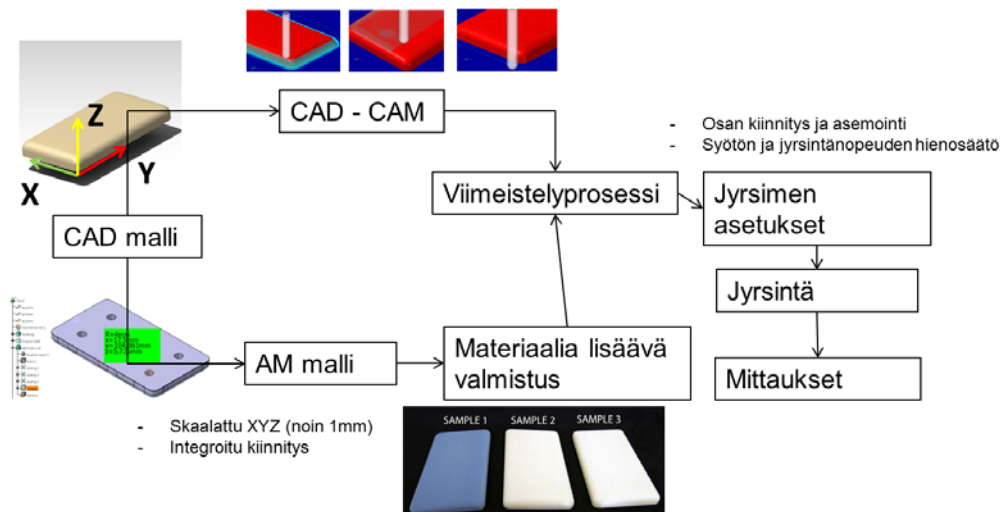 Z
X
Y
CAD malli
CAD - CAM
- Osan kiinnitys ja asemointi
- Syötön ja jyrsintänopeuden hienosäätö
Viimeistelyprosessi
Jyrsimen
asetukset
Jyrsintä
Mittaukset
AM malli
Materiaalia lisäävä
valmistus
- Skaalattu XYZ (noin 1mm)
- Integroitu kiinnitys
SAMPLE 1 SAMPLE 2 SAMPLE 3